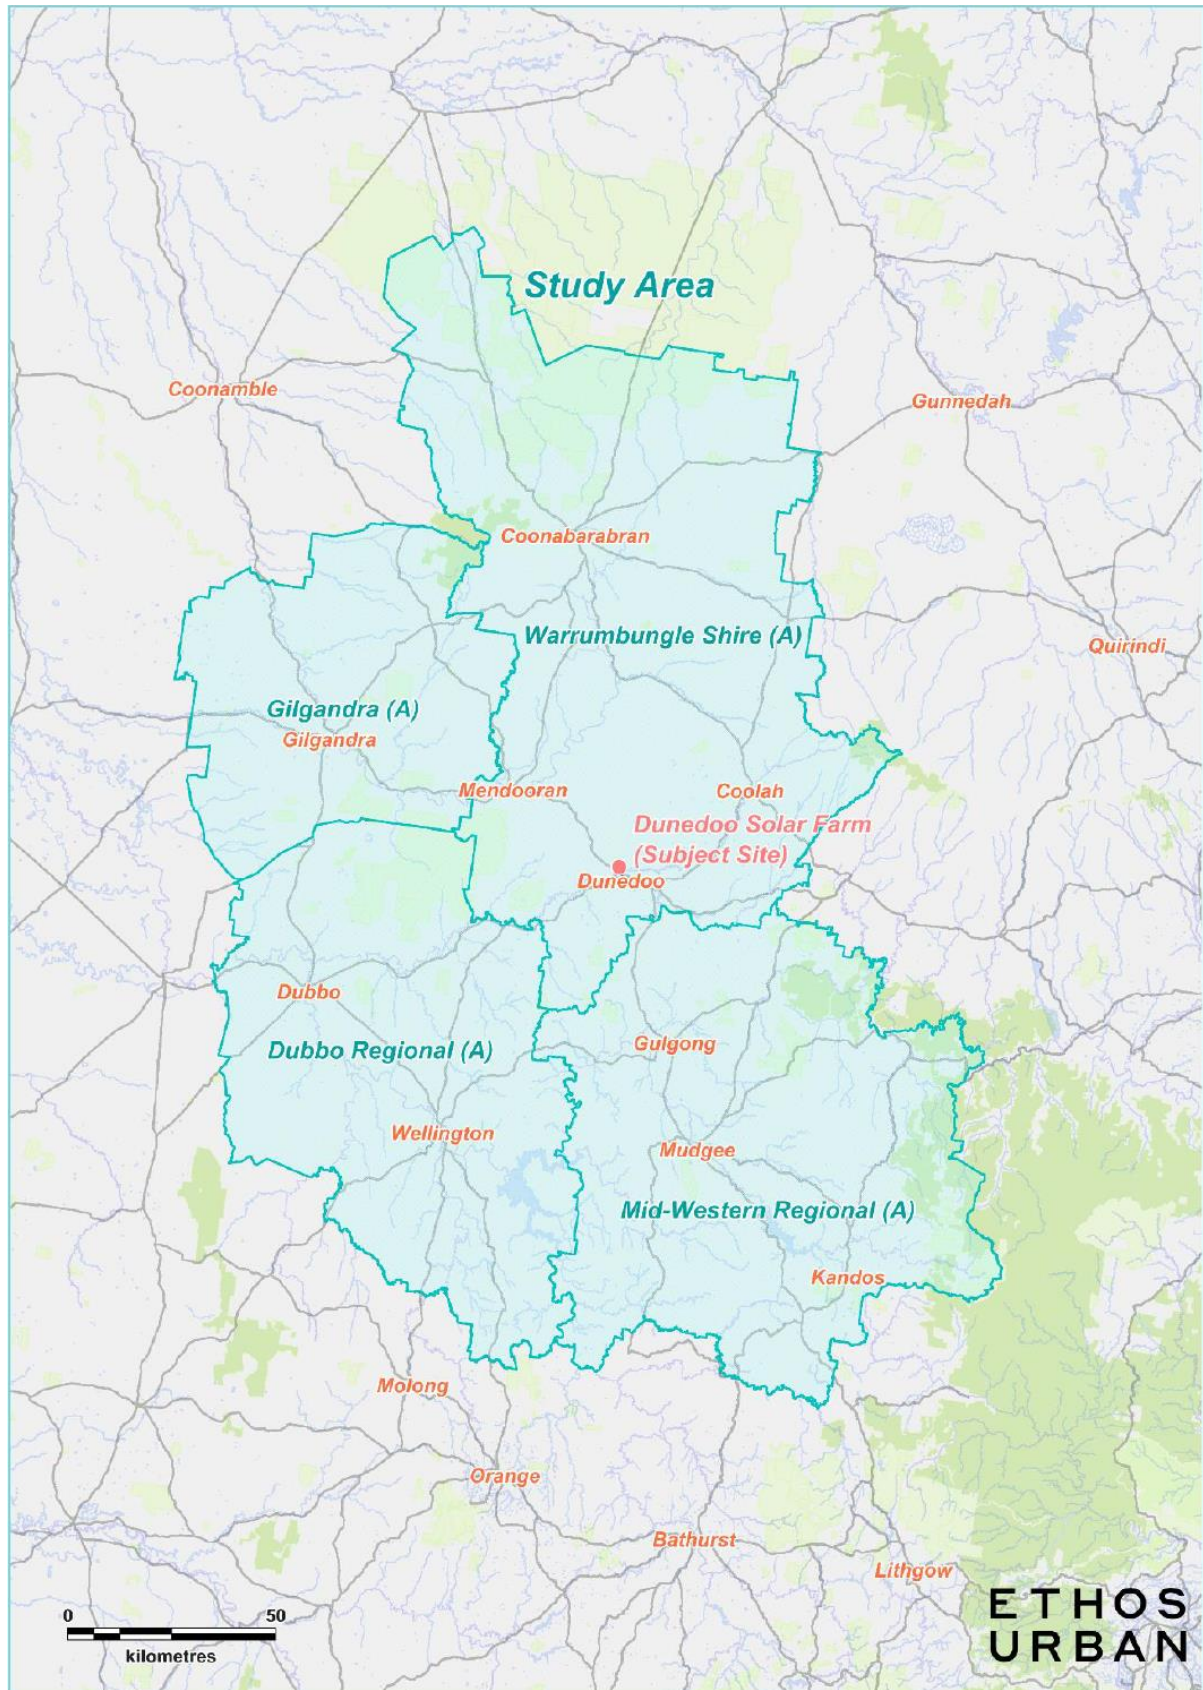 Study Area
Coonamble
Gunnedah
Coonabarabran
Warrumbungle Shire (A)
Quirindi
Gilgandra (A)
Gilgandra
Mendooran
Coolah
Dunedoo Solar Farm
(Subject Site)
Dunedoo
Dubbo
Gulgong
Dubbo Regional (A)
Wellington
Mudgee
Mid-Western Regional (A)
Kandos
Molong
Orange
Bathurst
Lithgow
0 50
kilometres
ETHOS
URBAN